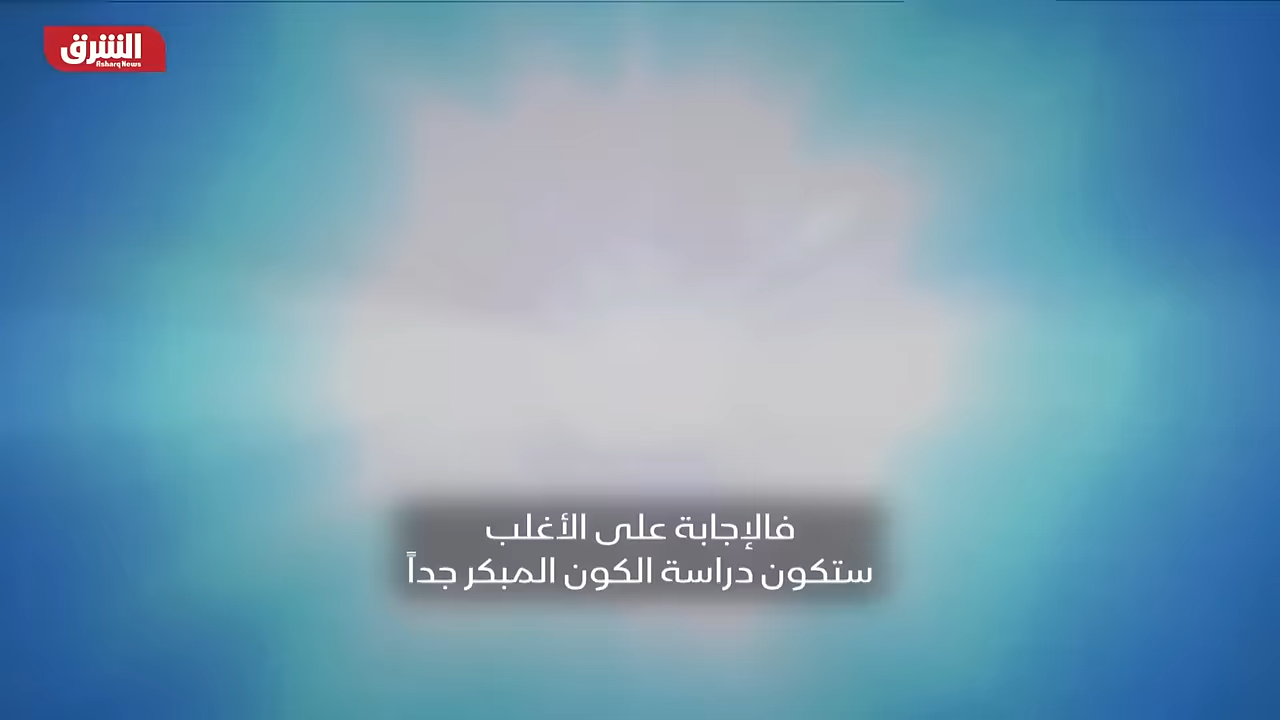 الشرق
Asharq News
فالإجابة على الأغلب
ستكون دراسة الكون المبكر جداً